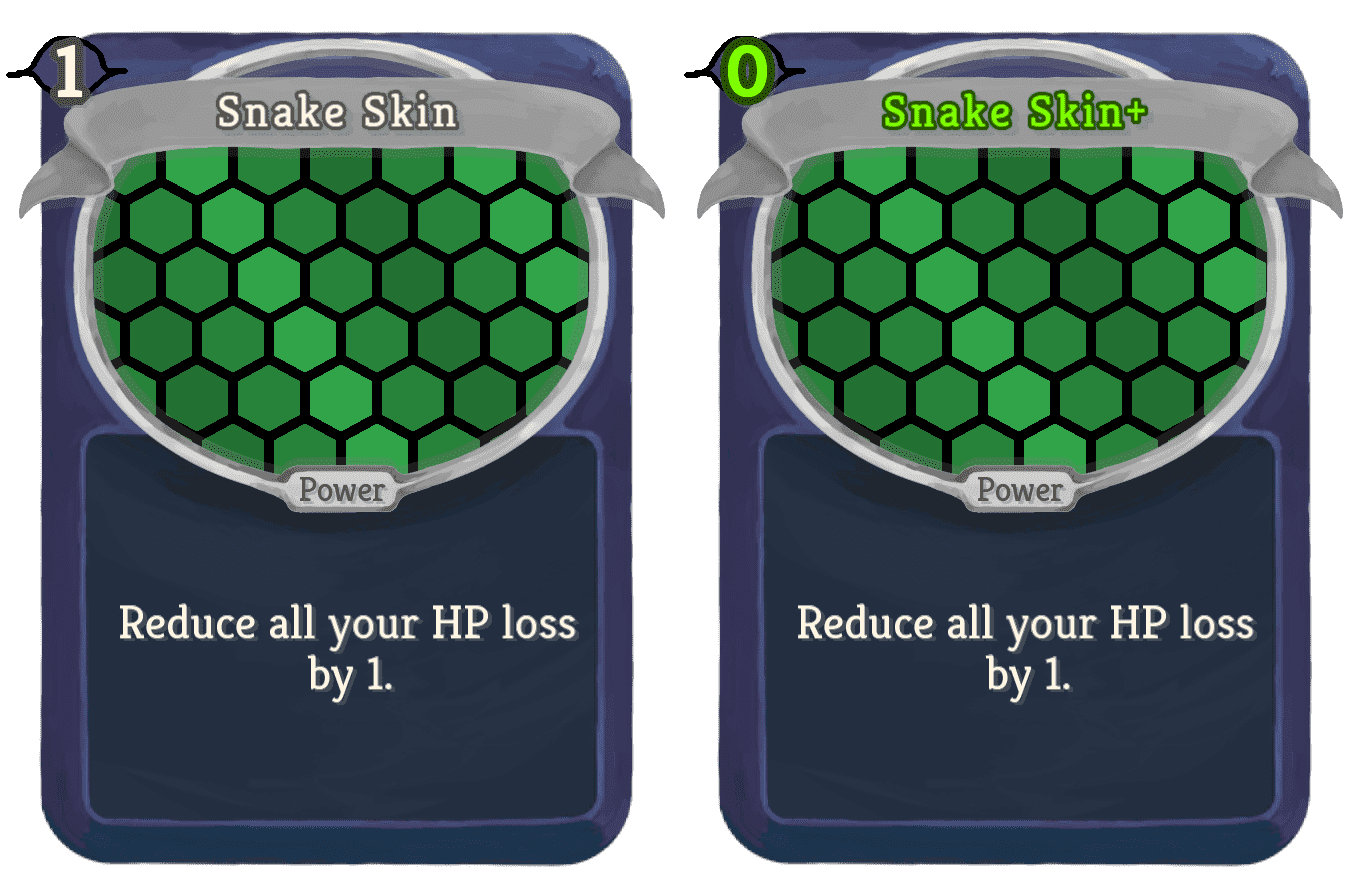 1
Snake Skin
Power
Reduce all your HP loss
by 1.
0
Snake Skin+
Power
Reduce all your HP loss
by 1.